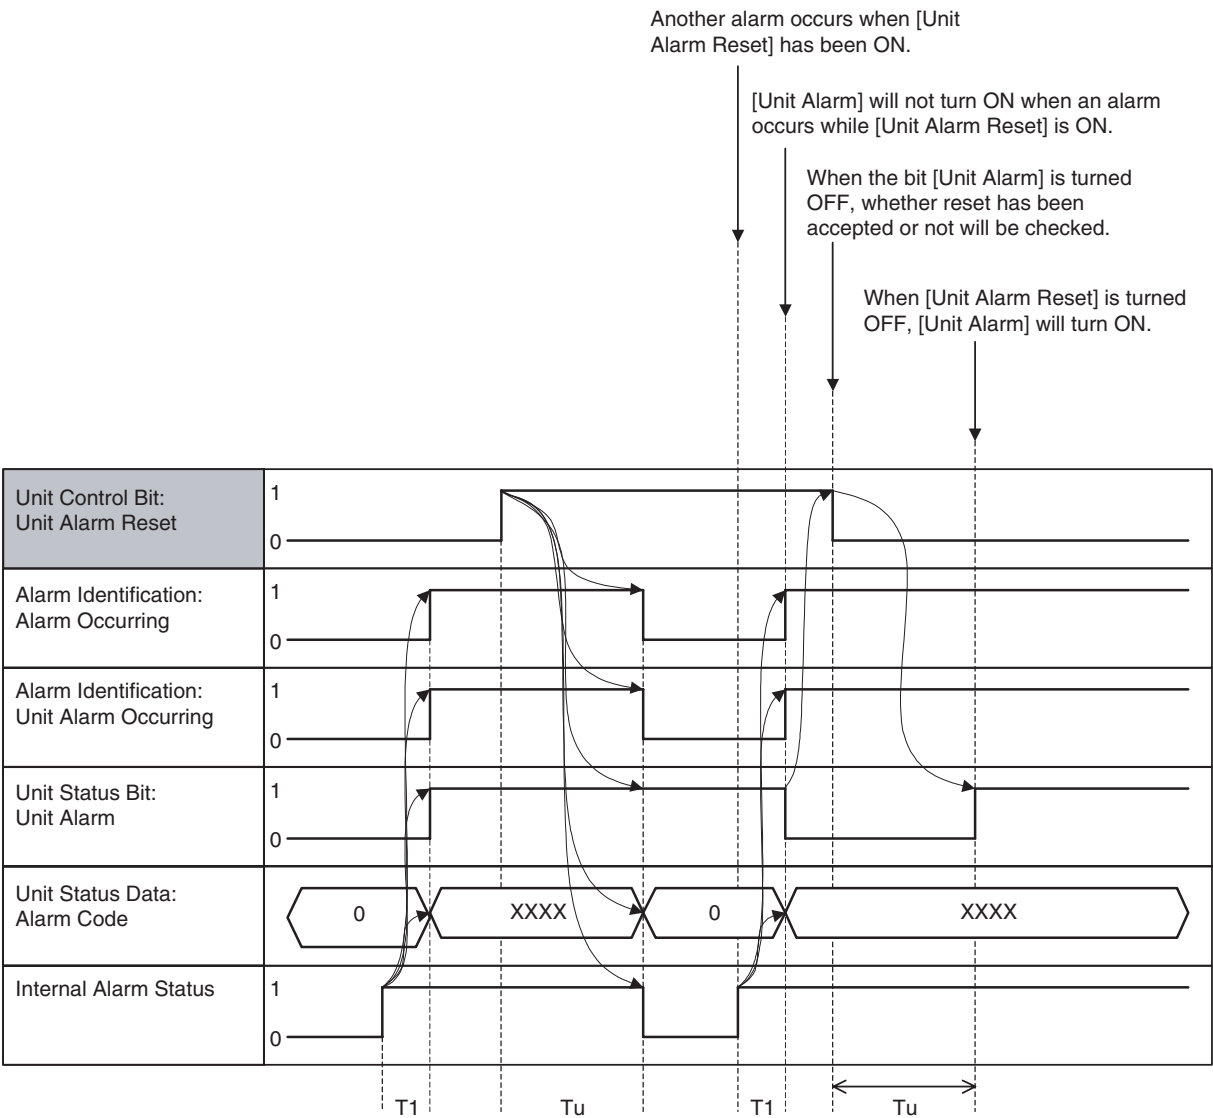 Another alarm occurs when [Unit
Alarm Reset] has been ON.
[Unit Alarm] will not turn ON when an alarm
occurs while [Unit Alarm Reset] is ON.
When the bit [Unit Alarm] is turned
OFF, whether reset has been
accepted or not will be checked.
When [Unit Alarm Reset] is turned
OFF, [Unit Alarm] will turn ON.
Unit Control Bit:
Unit Alarm Reset
1
0
Alarm Identification:
Alarm Occurring
1
0
Alarm Identification:
Unit Alarm Occurring
1
0
Unit Status Bit:
Unit Alarm
1
0
Unit Status Data:
Alarm Code
0 XXXX 0 XXXX
Internal Alarm Status
1
0
T1 Tu T1 Tu